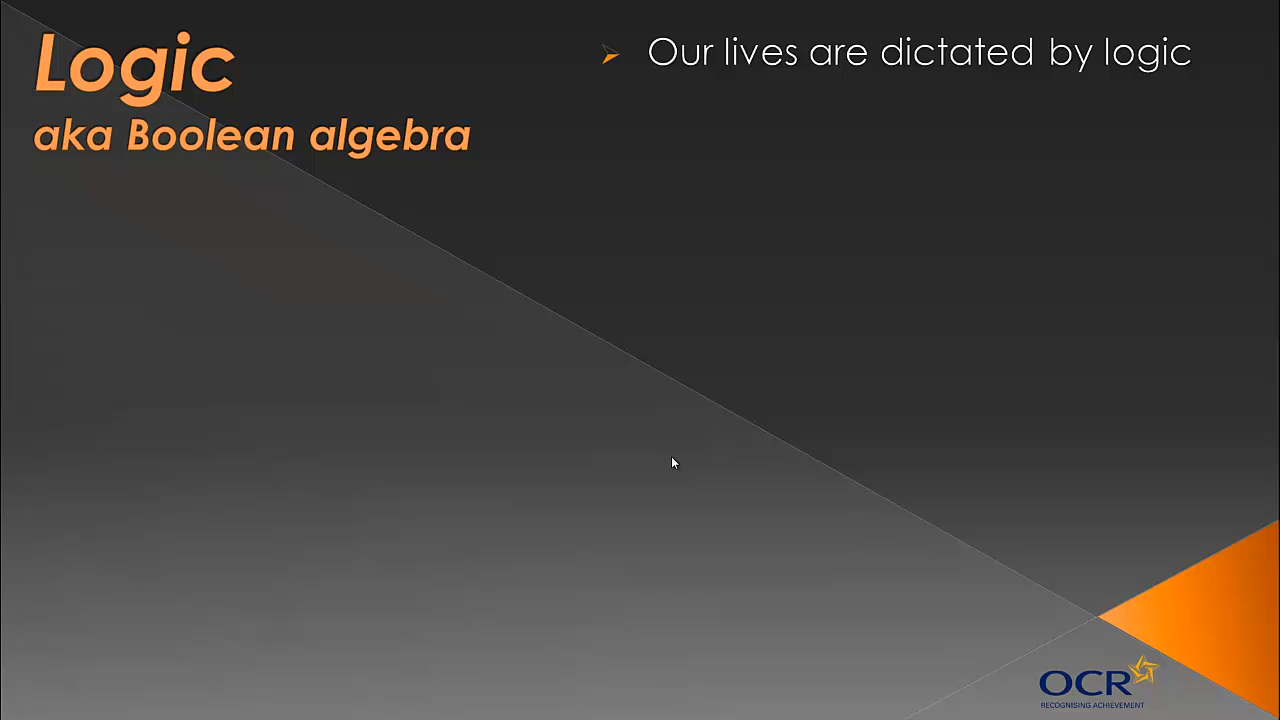 Logic
aka Boolean algebra
Our lives are dictated by logic
OCR
RECOGNISING ACHIEVEMENT